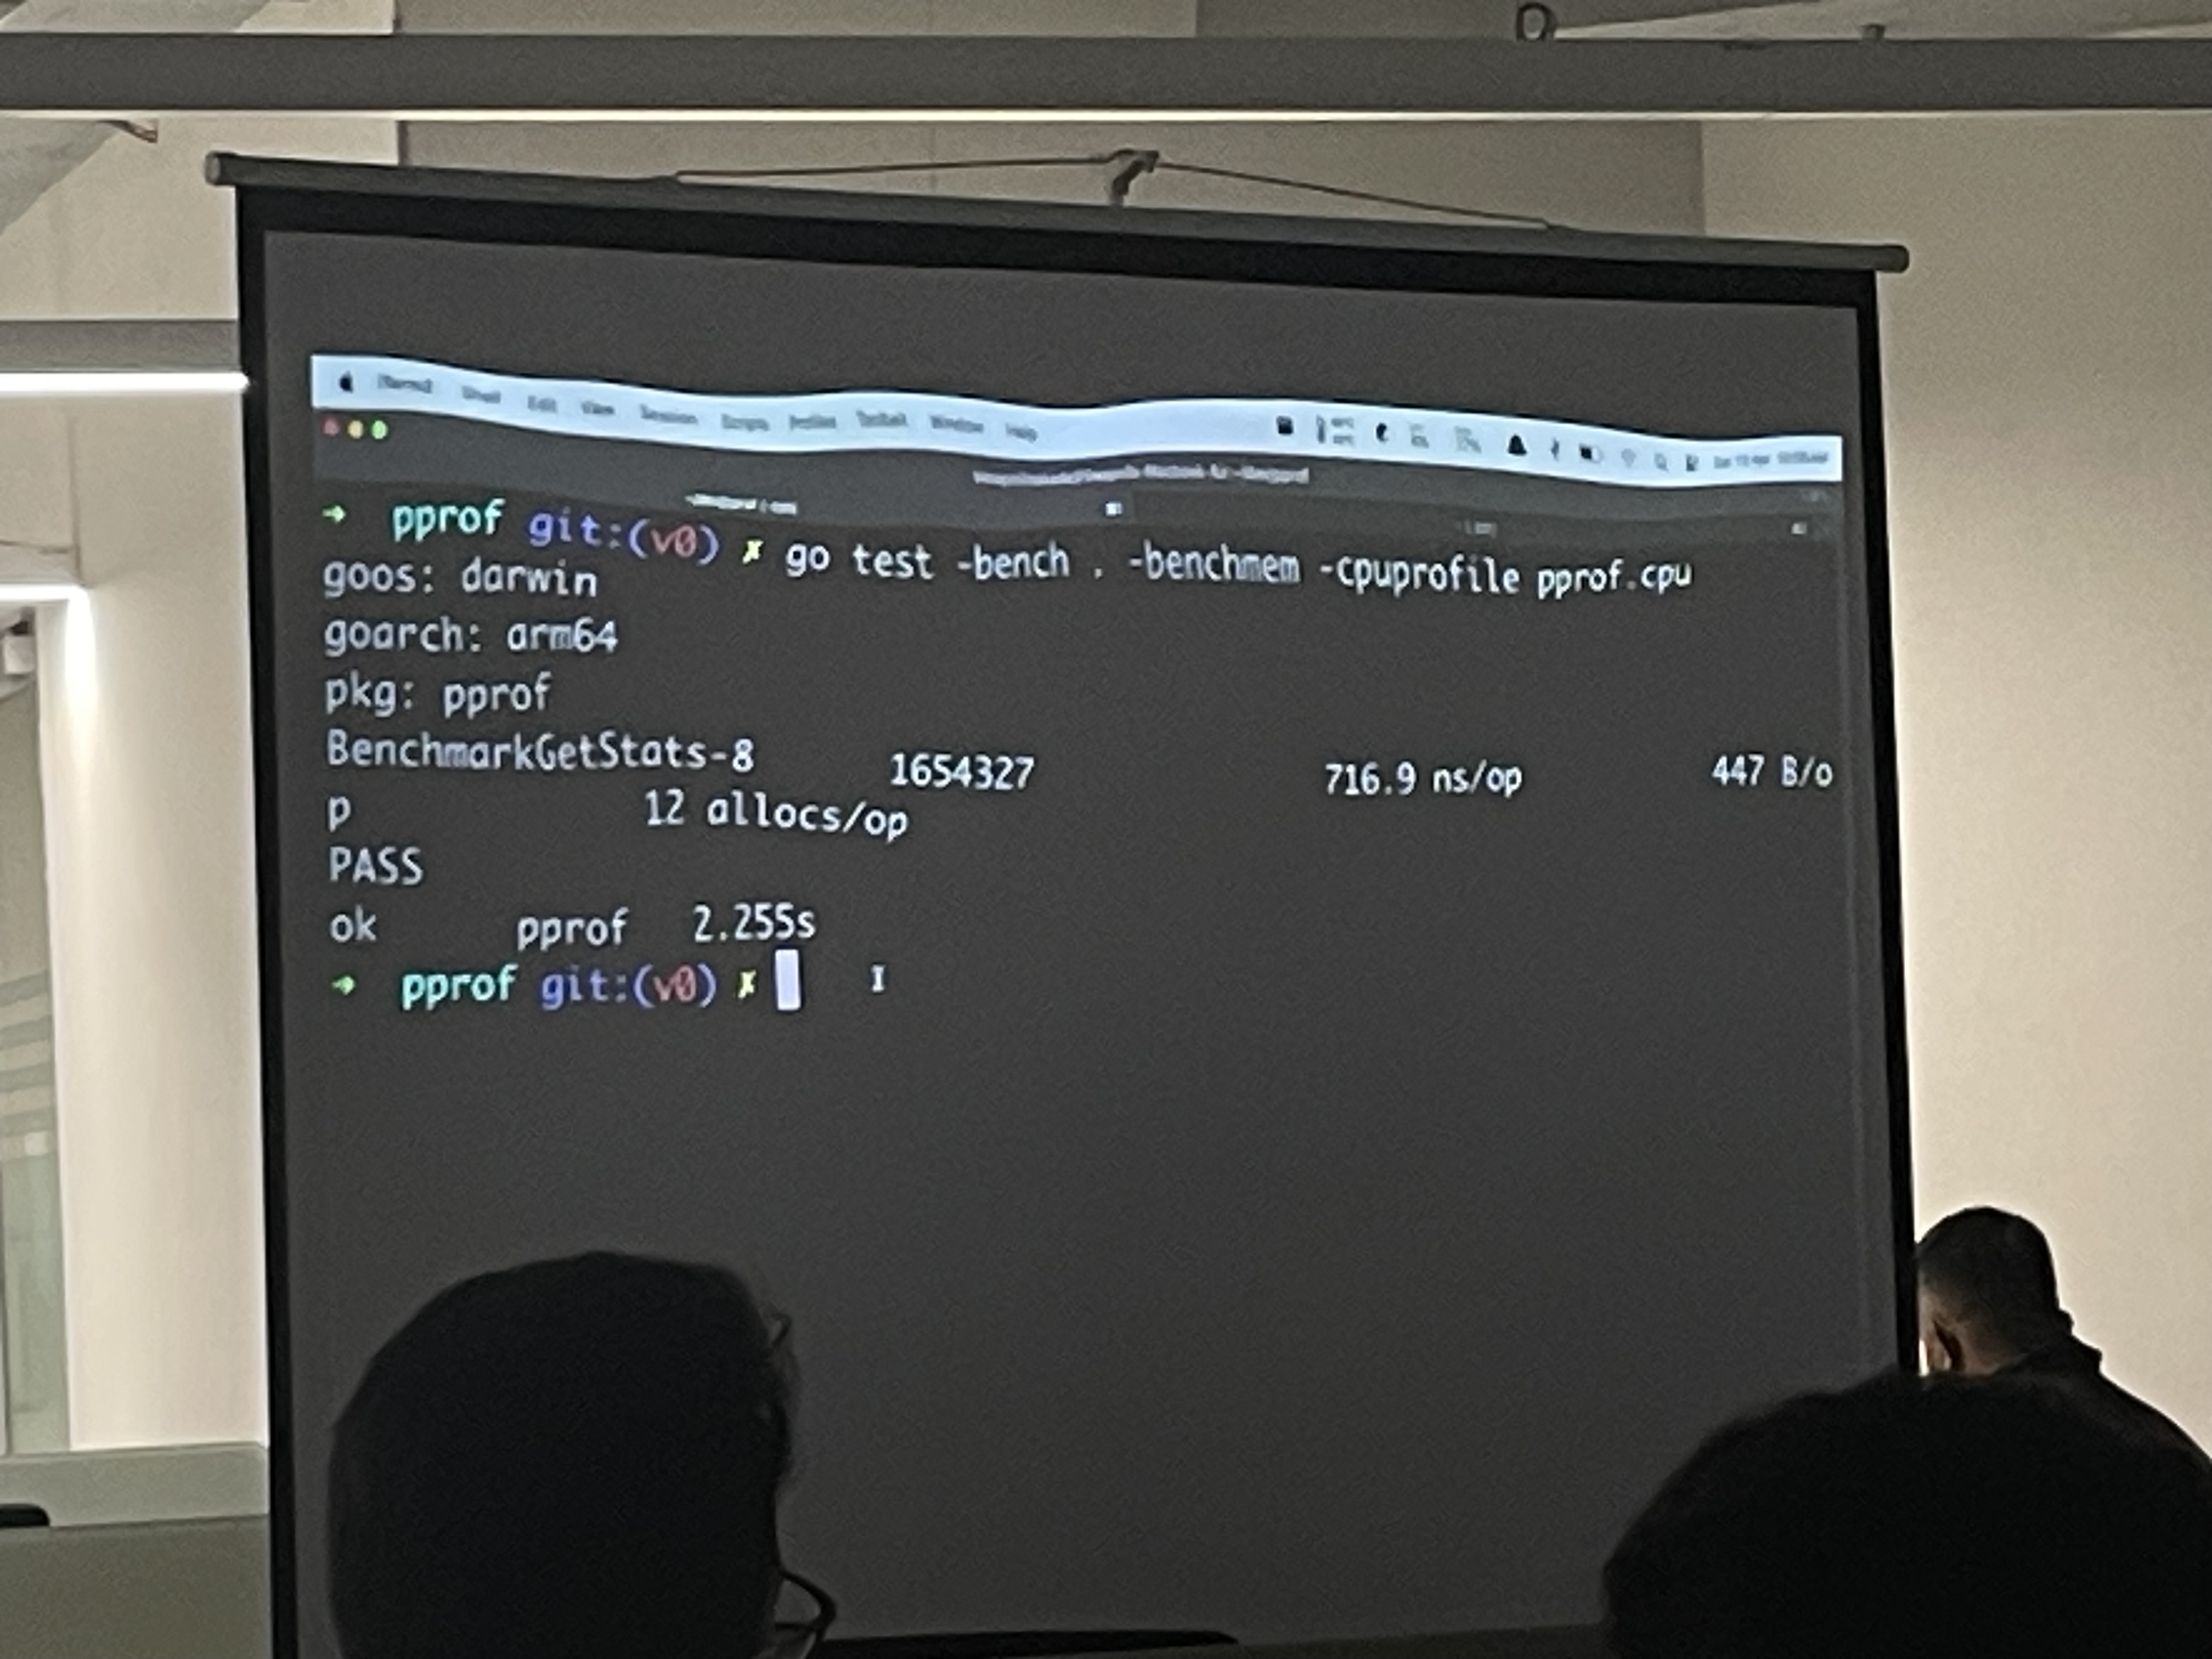 Shell Edit View Session Scripts Profiles Toolbelt Window Help
→ pprof git:(v0) ✗ go test -bench . -benchmem -cpuprofile pprof.cpu
goos: darwin
goarch: arm64
pkg: pprof
BenchmarkGetStats-8 1654327 716.9 ns/op 447 B/o
p 12 allocs/op
PASS
ok pprof 2.255s
→ pprof git:(v0) ✗